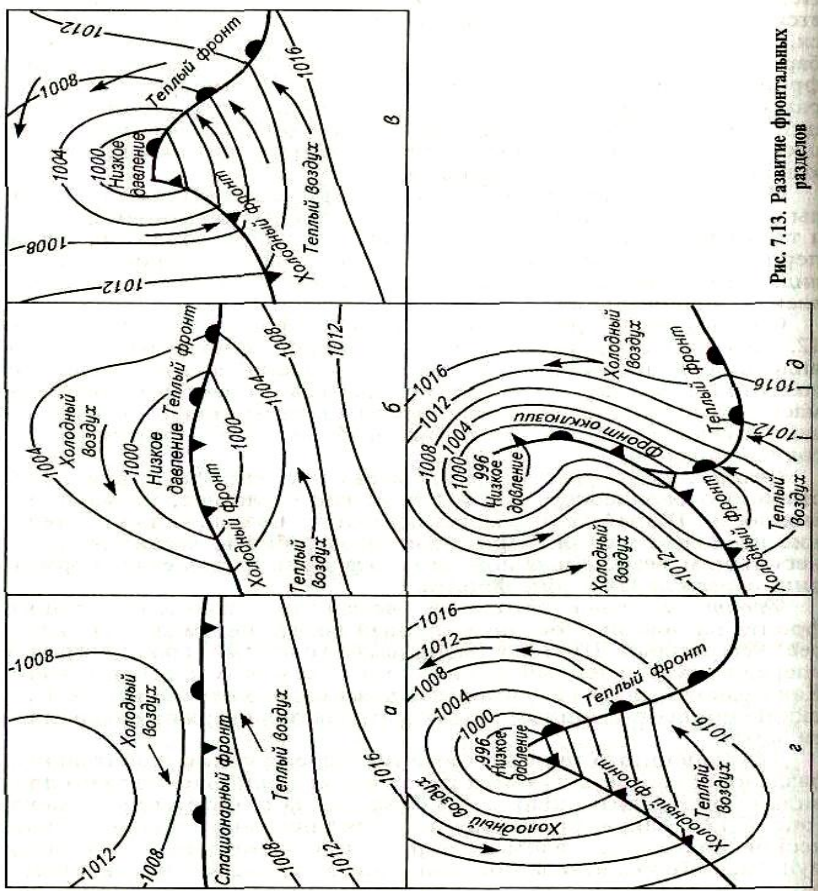 1008
Холодный
воздух
1012
1008
Стационарный фронт
Теплый воздух
1008
1012
1016
а
1004
Холодный
воздух
1000
Низкое
давление
Теплый фронт
Холодный фронт
1000
1004
Теплый
воздух
1008
1012
б
1012
1008
1004
1000
Низкое
давление
Теплый фронт
1008
1012
Холодный фронт
Теплый воздух
1016
в
1016
1012
1008
1004
1000
996
Низкое
давление
Холодный воздух
Теплый фронт
Холодный фронт
Теплый
воздух
1016
г
1016
1012
1008
1004
1000
996
Низкое
давление
Фронт окклюзии
Холодный
воздух
Холодный
воздух
1012
Теплый фронт
Холодный фронт
Теплый
воздух
1012
1016
д
Рис. 7.13. Развитие фронтальных
разделов